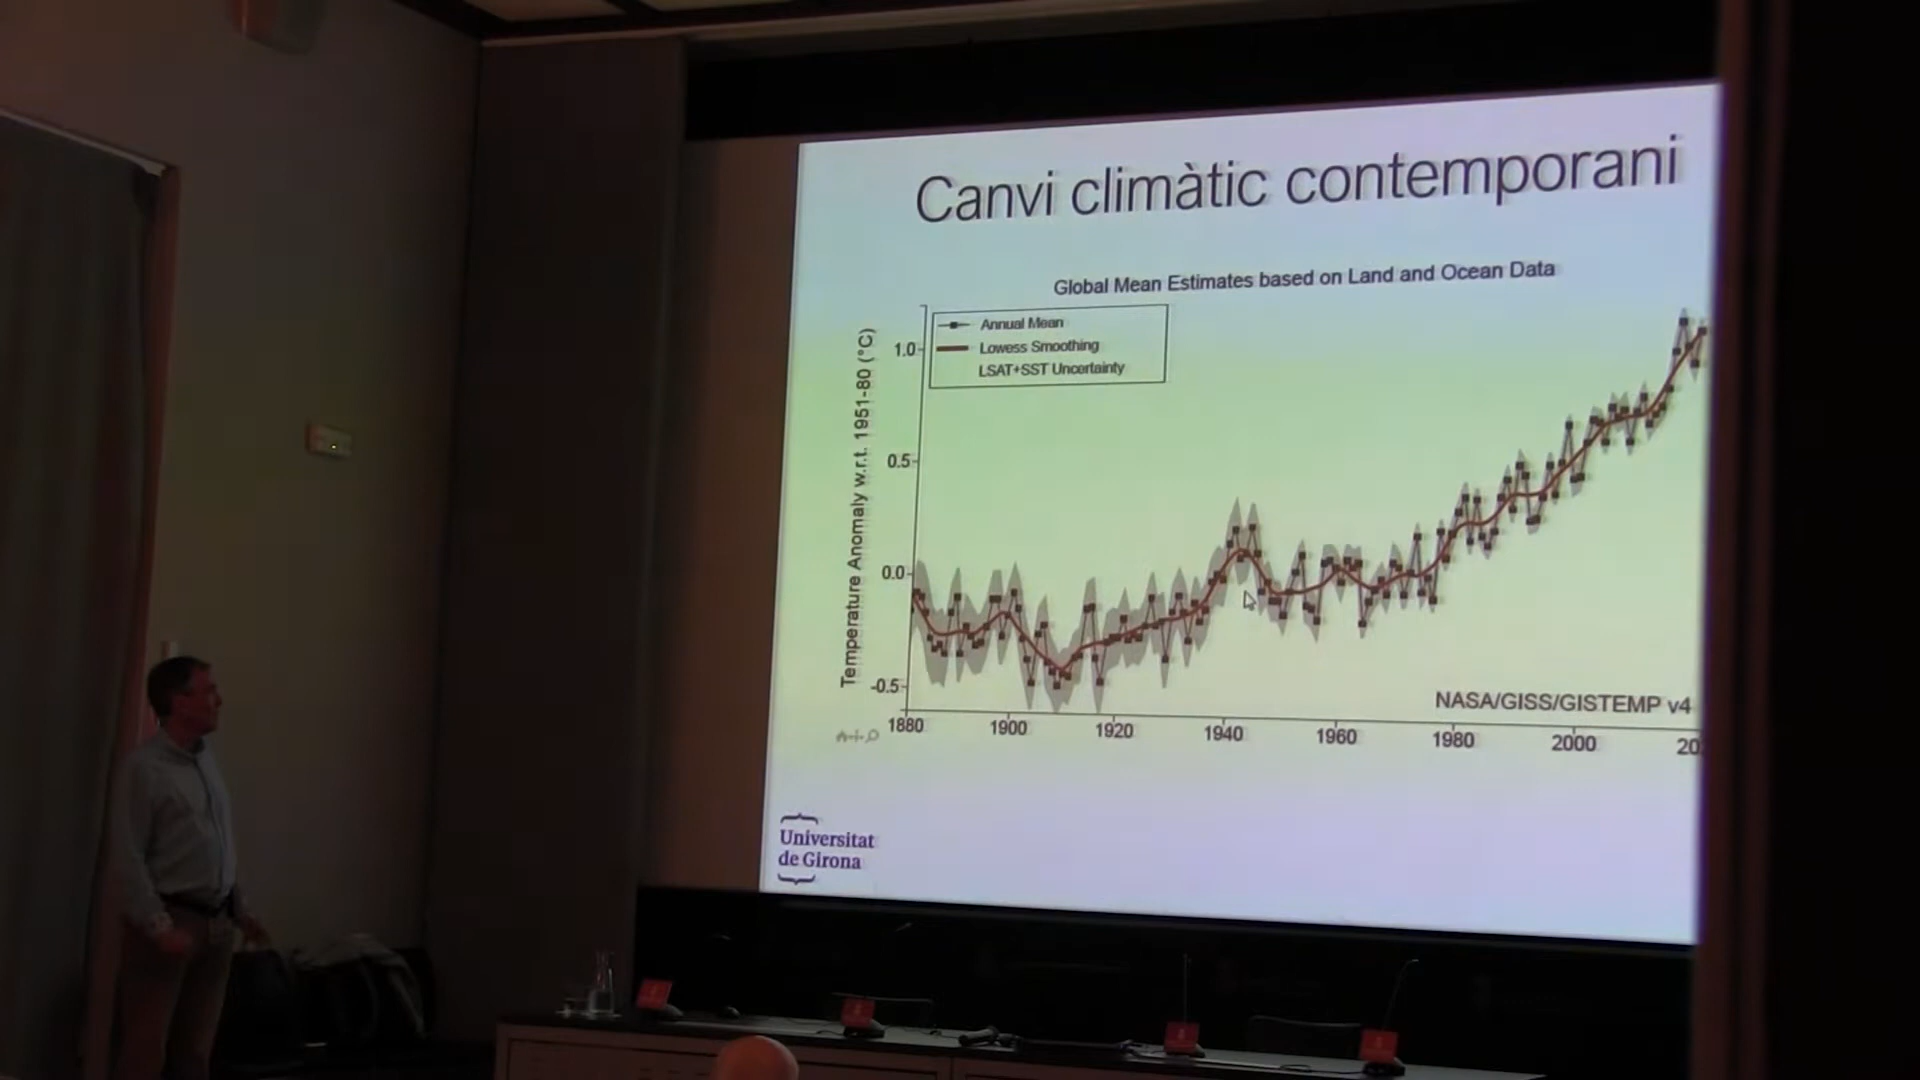 Canvi climàtic contemporani
Global Mean Estimates based on Land and Ocean Data
Annual Mean
Lowess Smoothing
LSAT+SST Uncertainty
Temperature Anomaly w.r.t. 1951-80 (°C)
1.0
0.5
0.0
-0.5
1880
1900
1920
1940
1960
1980
2000
20
NASA/GISS/GISTEMP v4
Universitat
de Girona